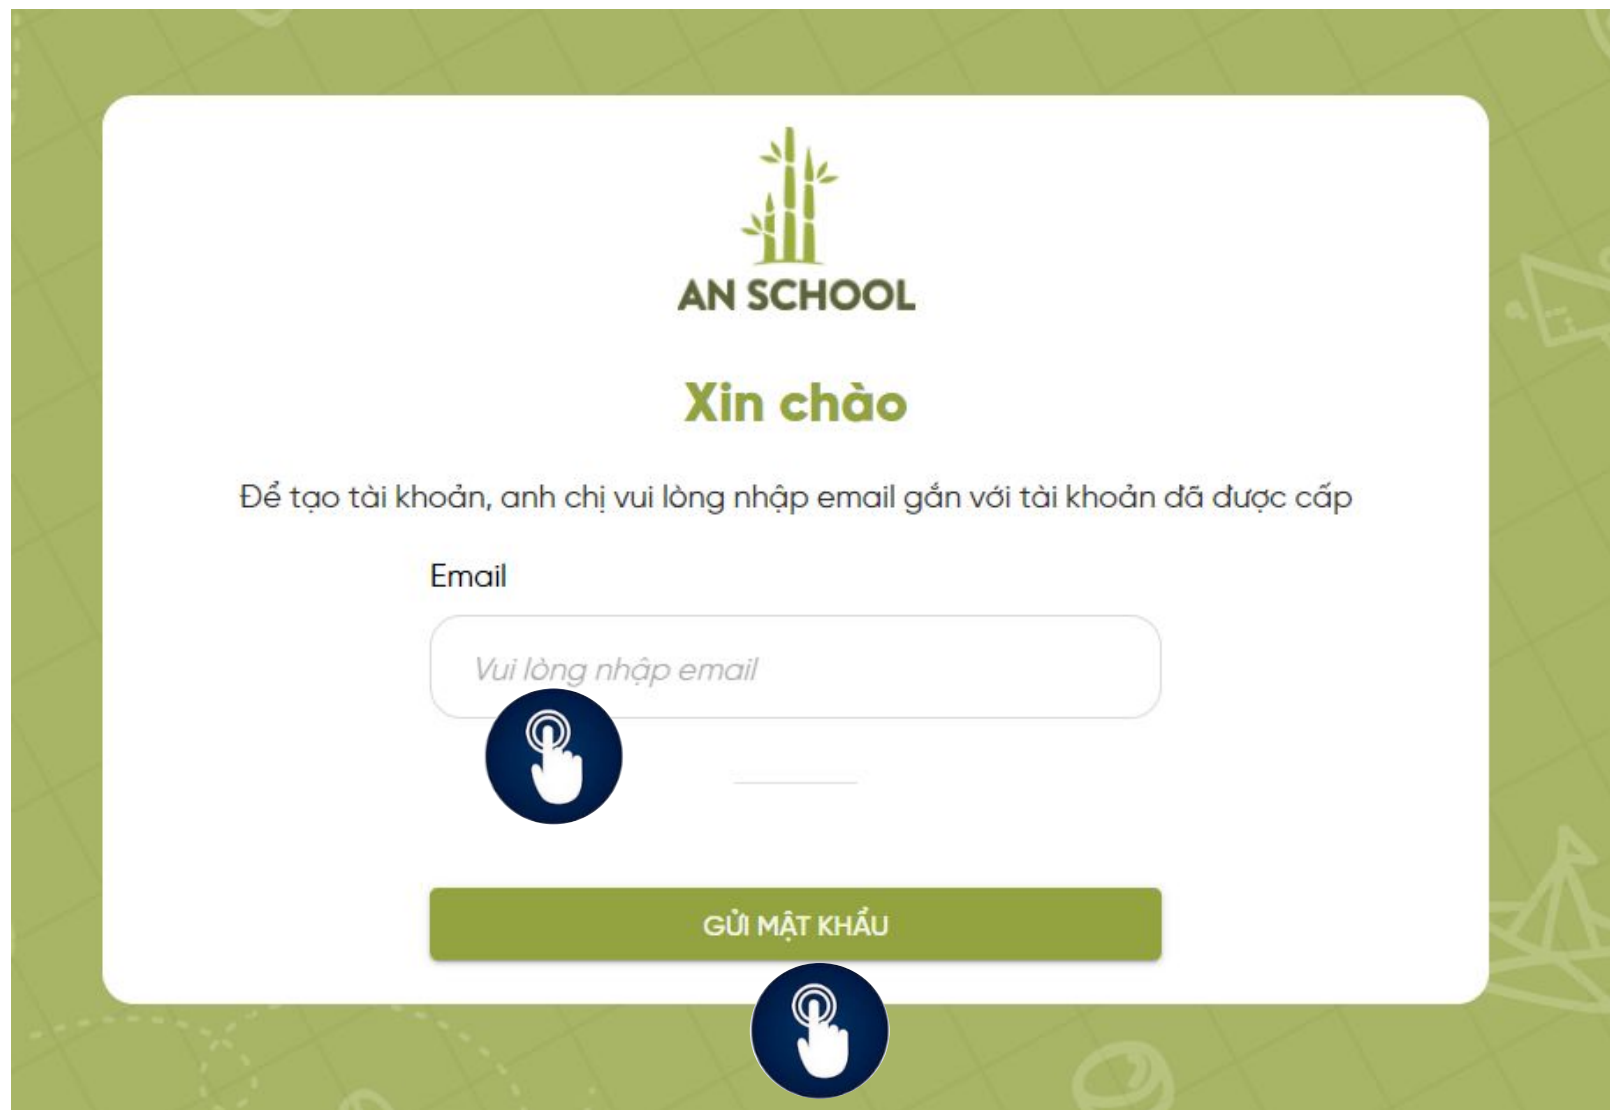 AN SCHOOL
Xin chào
Để tạo tài khoản, anh chị vui lòng nhập email gắn với tài khoản đã được cấp
Email
Vui lòng nhập email
GỬI MẬT KHẨU